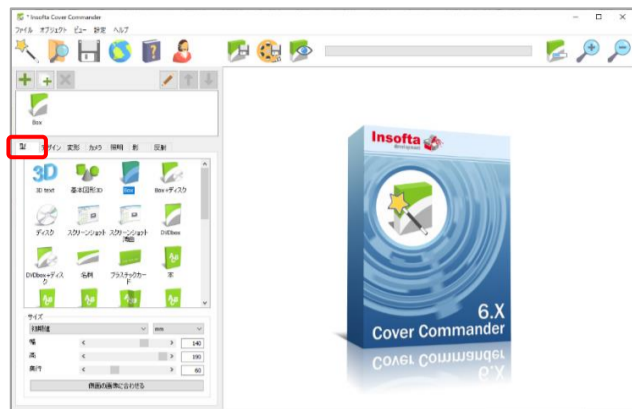 * Insofta Cover Commander
ファイル オブジェクト ビュー 設定 ヘルプ
Box
型 デザイン 変形 カメラ 照明 影 反射
3D text 基本図形3D Box Box+ディスク
ディスク スクリーンショット スクリーンショット湾曲 DVDbox
DVDbox+ディスク 名刺 プラスチックカード 本
サイズ
初期値 mm
幅 140
高 190
奥行 60
側面の画像に合わせる
Insofta
Development
6.X
Cover Commander